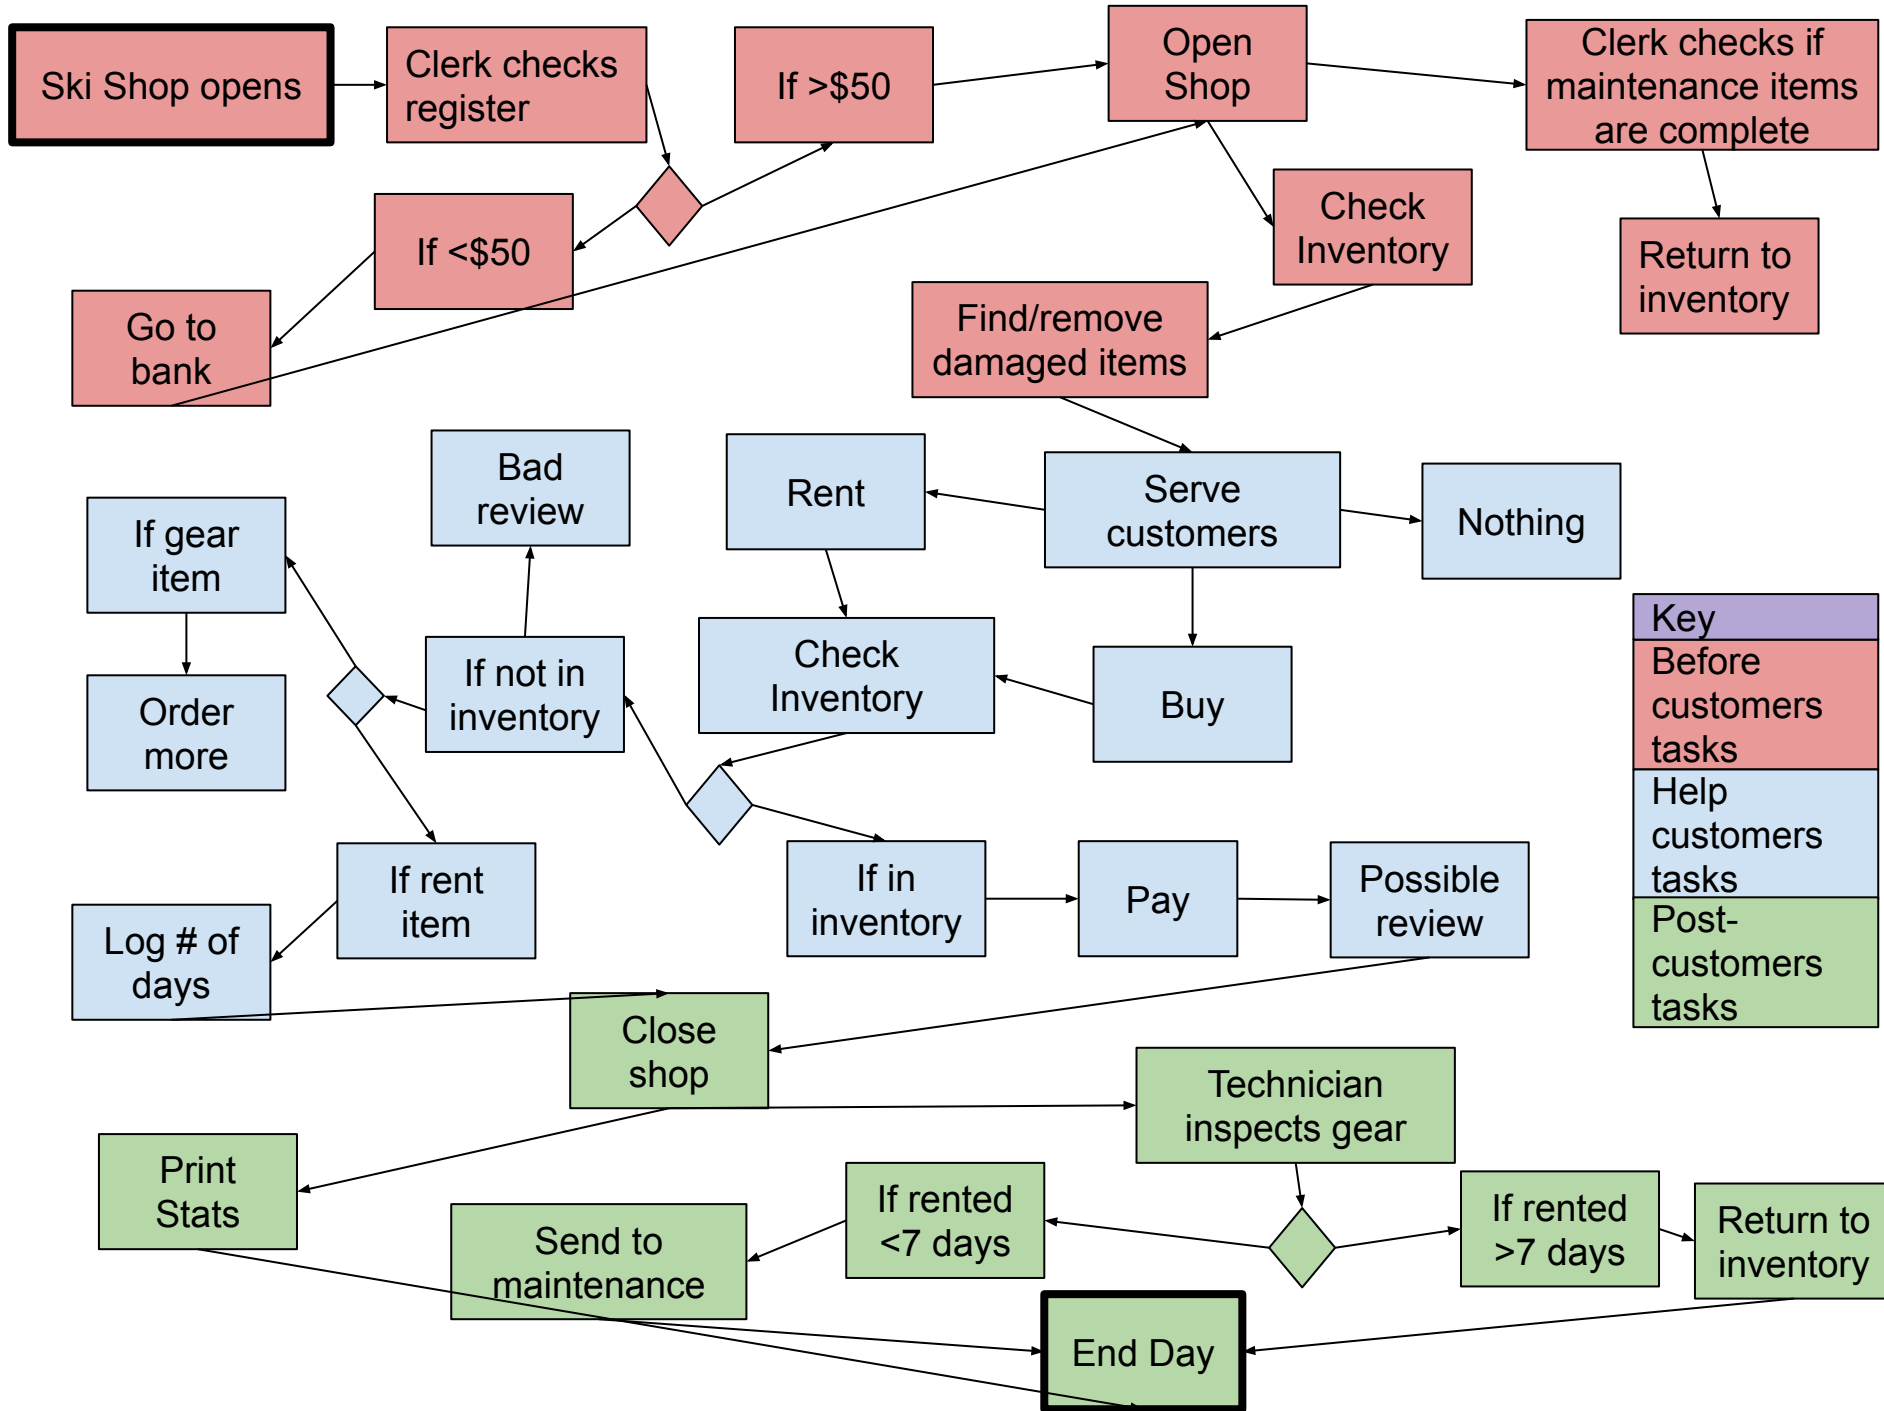 Ski Shop opens
Clerk checks
register
If >$50
Open
Shop
Clerk checks if
maintenance items
are complete
If <$50
Check
Inventory
Return to
inventory
Go to
bank
Find/remove
damaged items
Bad
review
Rent
Serve
customers
Nothing
If gear
item
Order
more
If not in
inventory
Check
Inventory
Buy
If rent
item
Log # of
days
If in
inventory
Pay
Possible
review
Key
Before
customers
tasks
Help
customers
tasks
Post-
customers
tasks
Close
shop
Technician
inspects gear
Print
Stats
Send to
maintenance
If rented
<7 days
If rented
>7 days
Return to
inventory
End Day